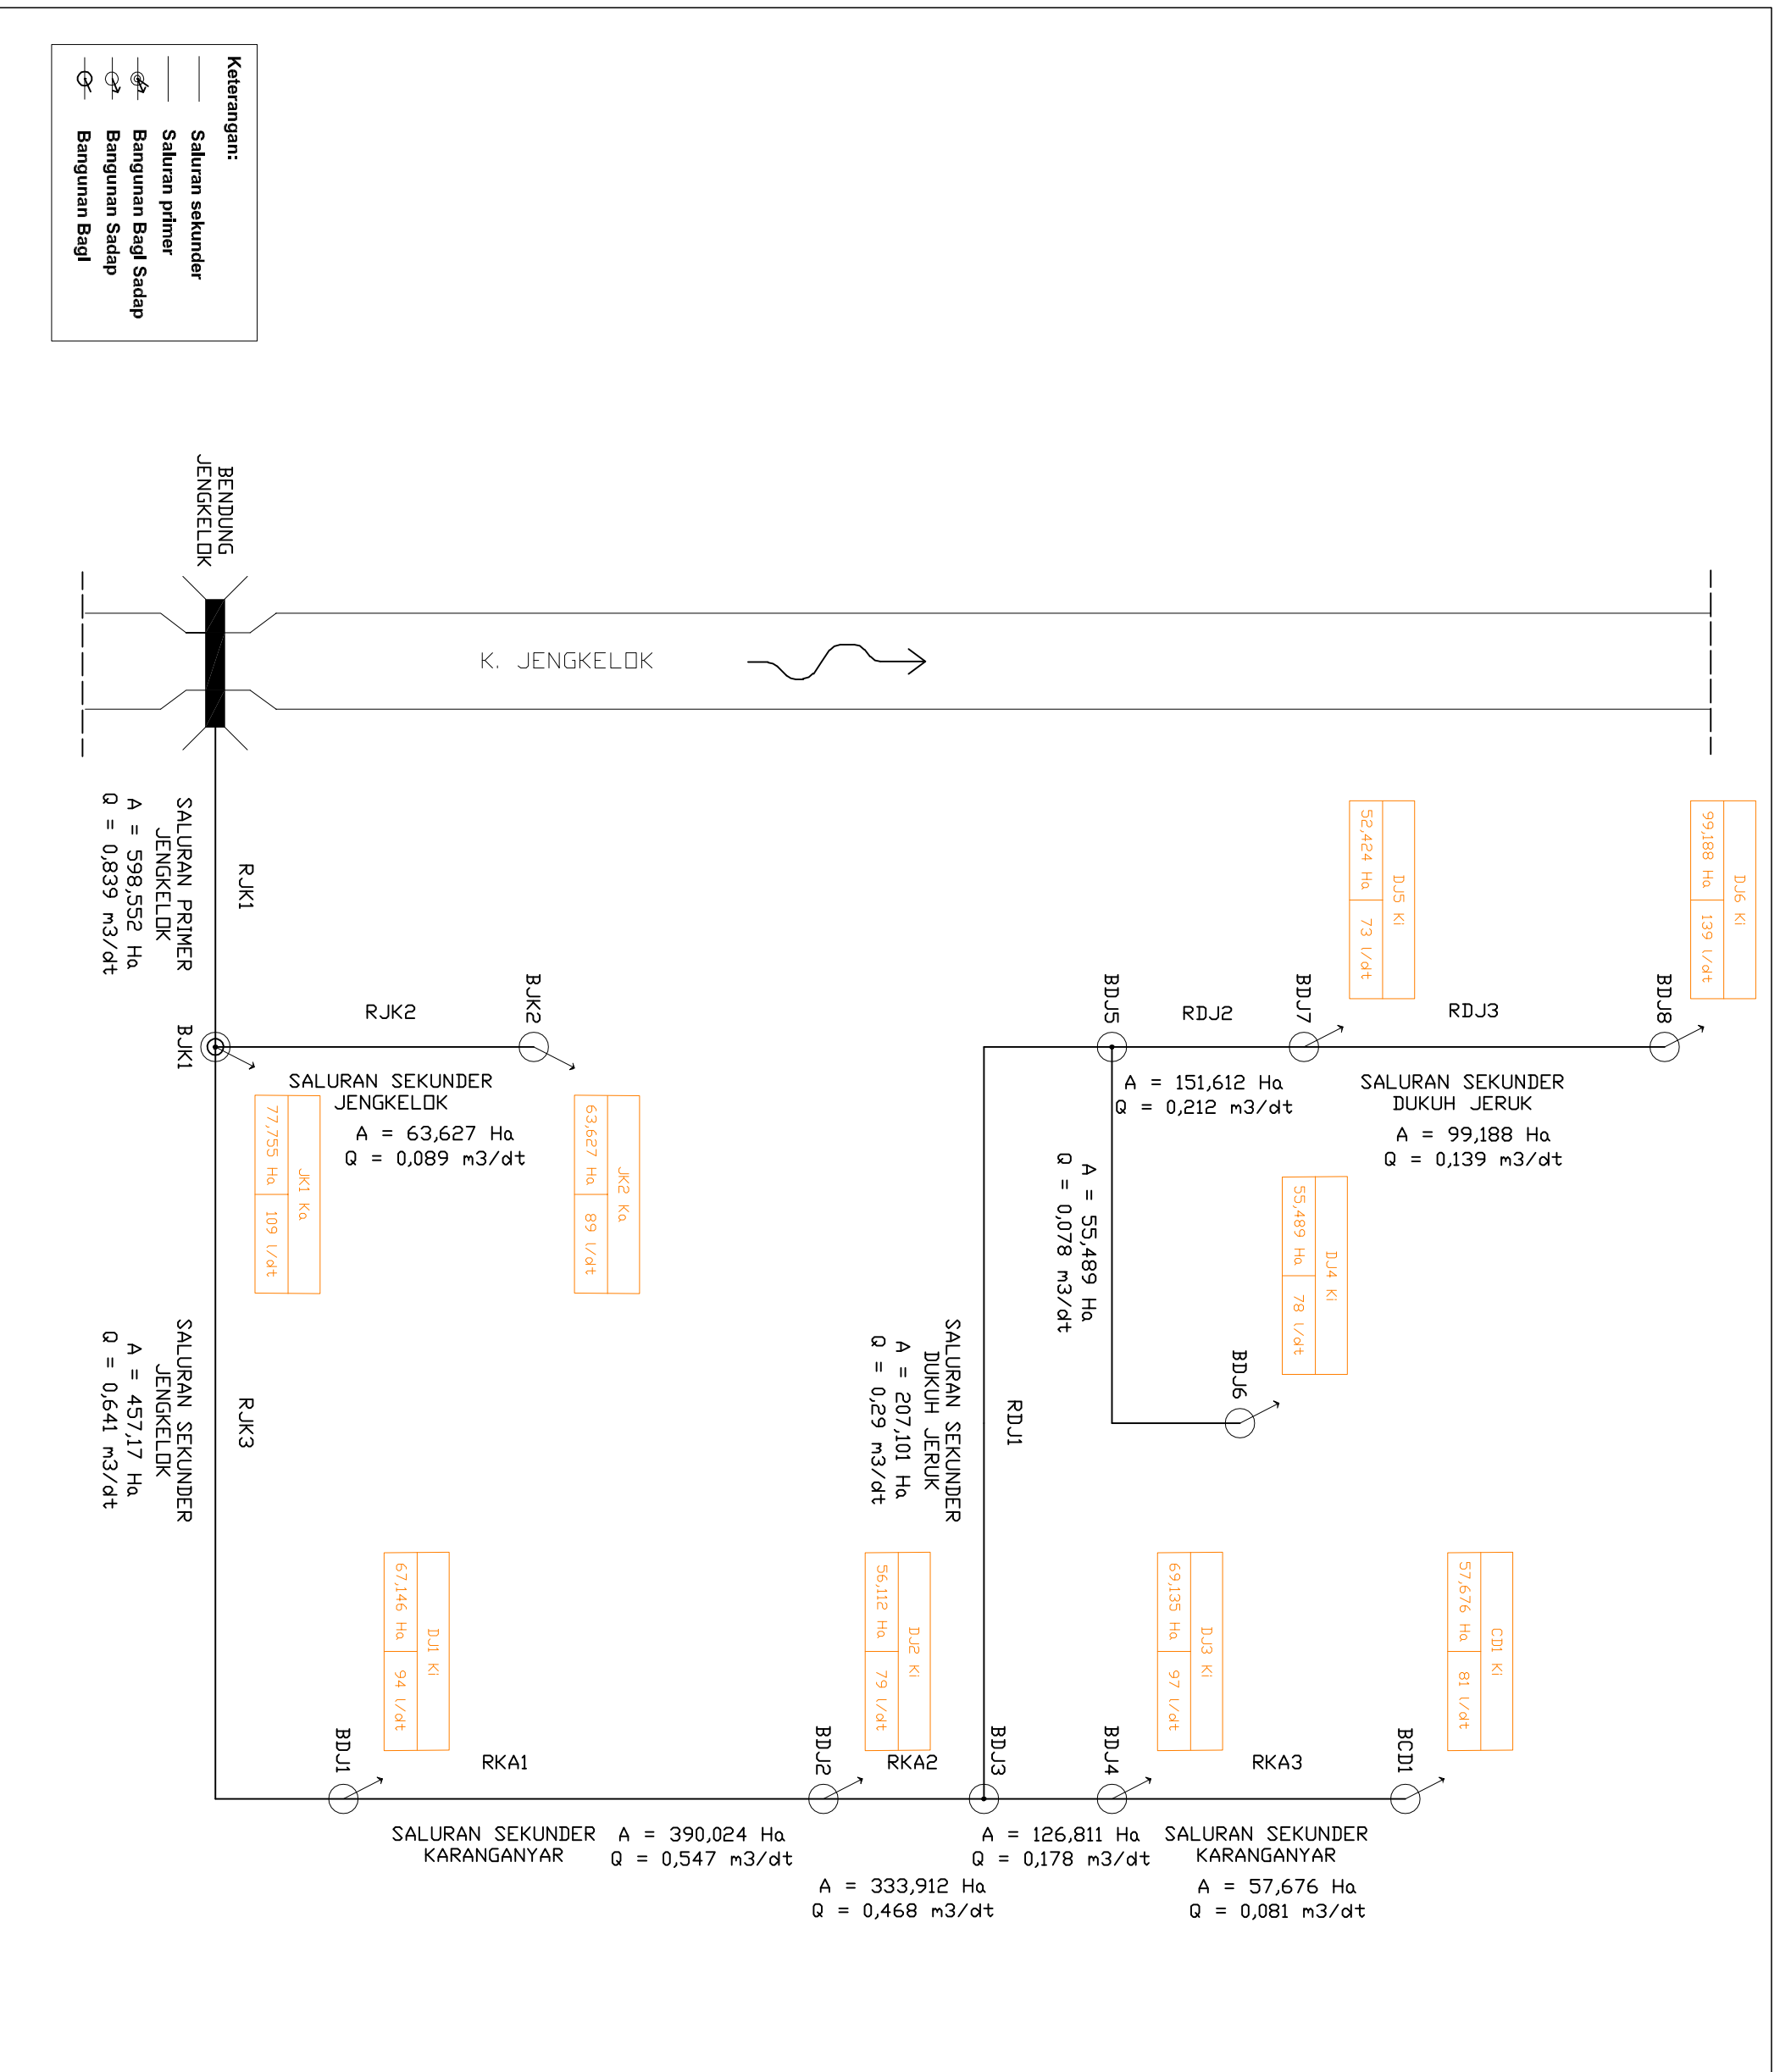 Keterangan:
Saluran sekunder
Saluran primer
Bangunan BagI Sadap
Bangunan Sadap
Bangunan BagI
BENDUNG
JENGKELOK
K. JENGKELOK
SALURAN PRIMER
JENGKELOK
A = 598,552 Ha
Q = 0,839 m3/dt
RJK1
BJK1
RJK2
BJK2
SALURAN SEKUNDER
JENGKELOK
A = 63,627 Ha
Q = 0,089 m3/dt
JK1 Ka
77,755 Ha 109 l/dt
JK2 Ka
63,627 Ha 89 l/dt
SALURAN SEKUNDER
JENGKELOK
A = 457,17 Ha
Q = 0,641 m3/dt
RJK3
DJ1 Ki
67,146 Ha 94 l/dt
BDJ1
RKA1
SALURAN SEKUNDER
KARANGANYAR
A = 390,024 Ha
Q = 0,547 m3/dt
DJ2 Ki
56,112 Ha 79 l/dt
BDJ2
RKA2
A = 333,912 Ha
Q = 0,468 m3/dt
BDJ3
A = 126,811 Ha
Q = 0,178 m3/dt
DJ3 Ki
69,135 Ha 97 l/dt
BDJ4
RKA3
SALURAN SEKUNDER
KARANGANYAR
A = 57,676 Ha
Q = 0,081 m3/dt
CD1 Ki
57,676 Ha 81 l/dt
BCD1
SALURAN SEKUNDER
DUKUH JERUK
A = 207,101 Ha
Q = 0,29 m3/dt
RDJ1
BDJ5
A = 55,489 Ha
Q = 0,078 m3/dt
DJ4 Ki
55,489 Ha 78 l/dt
BDJ6
RDJ2
A = 151,612 Ha
Q = 0,212 m3/dt
DJ5 Ki
52,424 Ha 73 l/dt
BDJ7
RDJ3
SALURAN SEKUNDER
DUKUH JERUK
A = 99,188 Ha
Q = 0,139 m3/dt
DJ6 Ki
99,188 Ha 139 l/dt
BDJ8